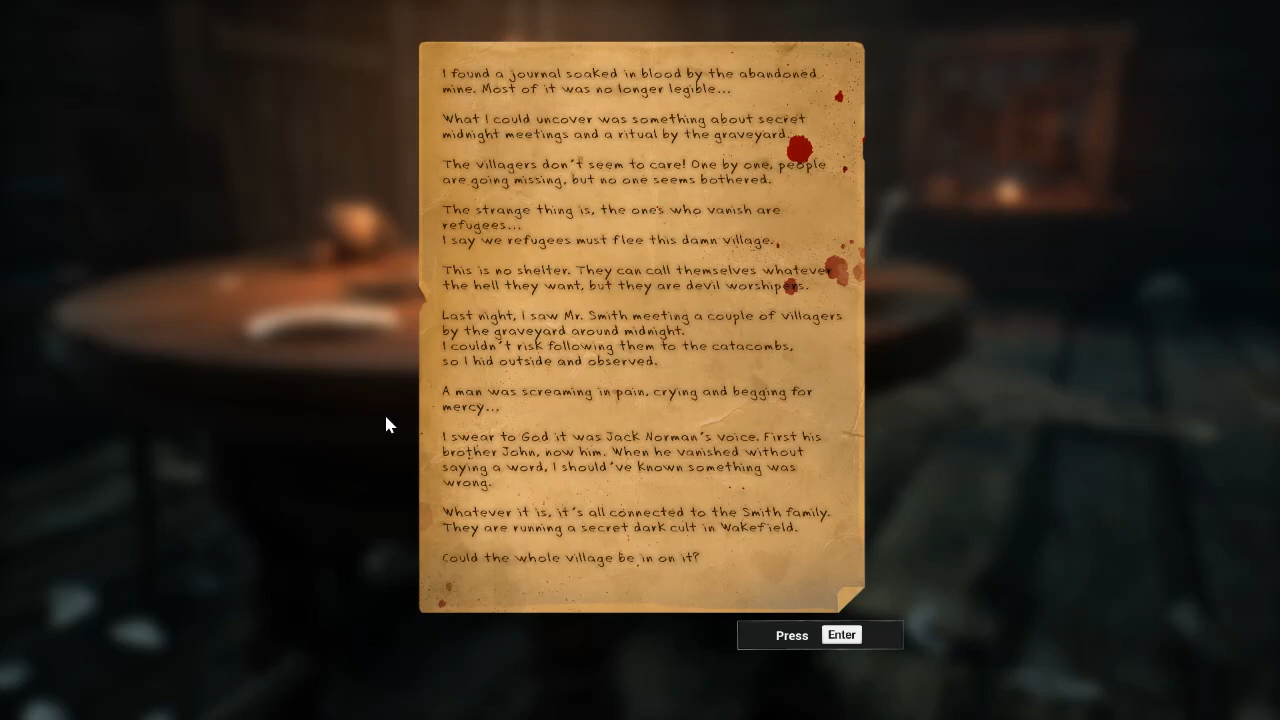 I found a journal soaked in blood by the abandoned
mine. Most of it was no longer legible...
What I could uncover was something about secret
midnight meetings and a ritual by the graveyard.
The villagers don't seem to care! One by one, people
are going missing, but no one seems bothered.
The strange thing is, the one's who vanish are
refugees...
I say we refugees must flee this damn village.
This is no shelter. They can call themselves whatever
the hell they want, but they are devil worshipers.
Last night, I saw Mr. Smith meeting a couple of villagers
by the graveyard around midnight.
I couldn't risk following them to the catacombs,
so I hid outside and observed.
A man was screaming in pain, crying and begging for
mercy...
I swear to God it was Jack Norman's voice. First his
brother John, now him. When he vanished without
saying a word, I should've known something was
wrong.
Whatever it is, it's all connected to the Smith family.
They are running a secret dark cult in Wakefield.
Could the whole village be in on it?
Press Enter